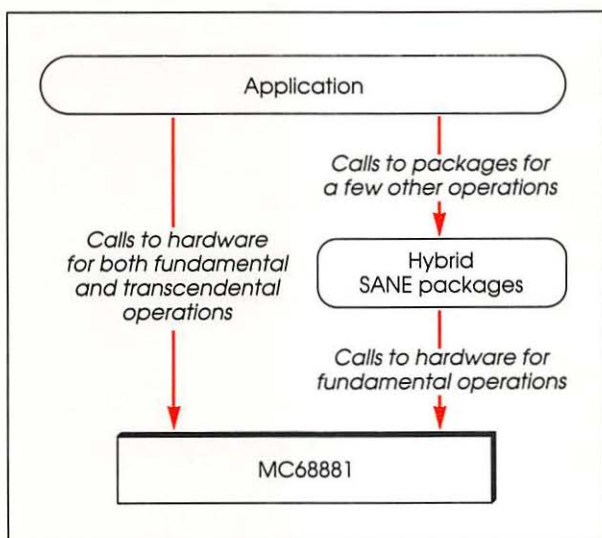 Application
Calls to packages for
a few other operations
Calls to hardware
for both fundamental
and transcendental
operations
Hybrid
SANE packages
Calls to hardware for
fundamental operations
MC68881